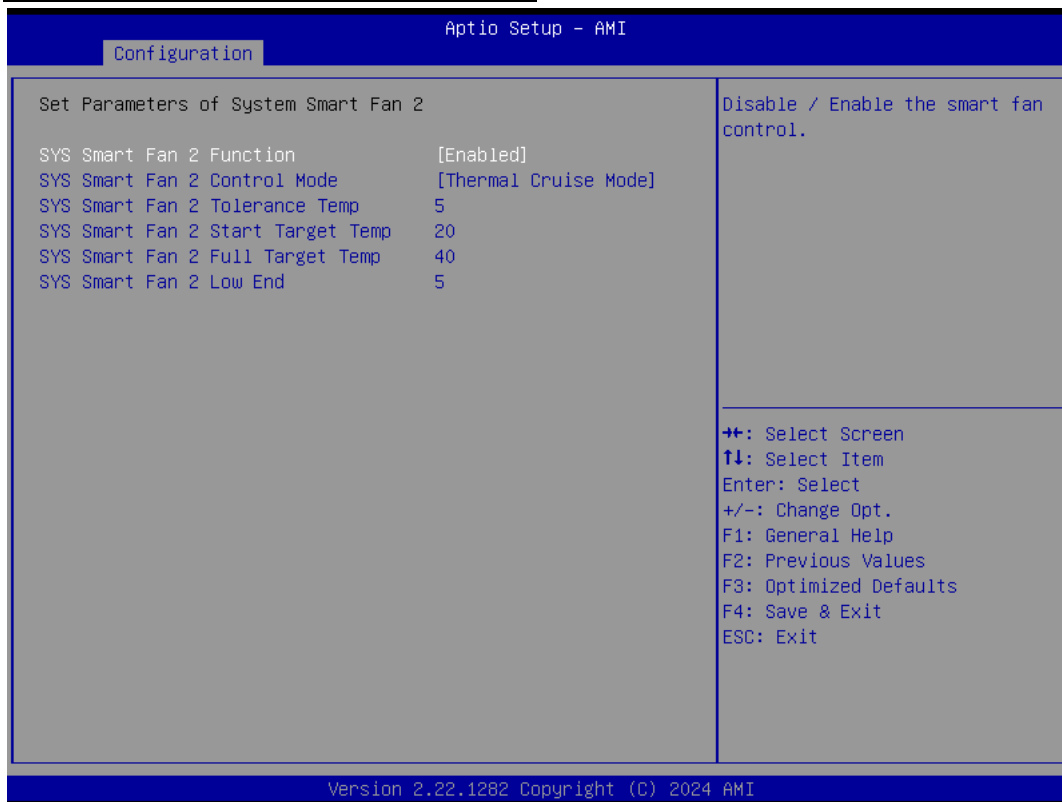 Aptio Setup - AMI
Configuration
Set Parameters of System Smart Fan 2
SYS Smart Fan 2 Function [Enabled]
SYS Smart Fan 2 Control Mode [Thermal Cruise Mode]
SYS Smart Fan 2 Tolerance Temp 5
SYS Smart Fan 2 Start Target Temp 20
SYS Smart Fan 2 Full Target Temp 40
SYS Smart Fan 2 Low End 5
Disable / Enable the smart fan
control.
→←: Select Screen
↑↓: Select Item
Enter: Select
+/-: Change Opt.
F1: General Help
F2: Previous Values
F3: Optimized Defaults
F4: Save & Exit
ESC: Exit
Version 2.22.1282 Copyright (C) 2024 AMI